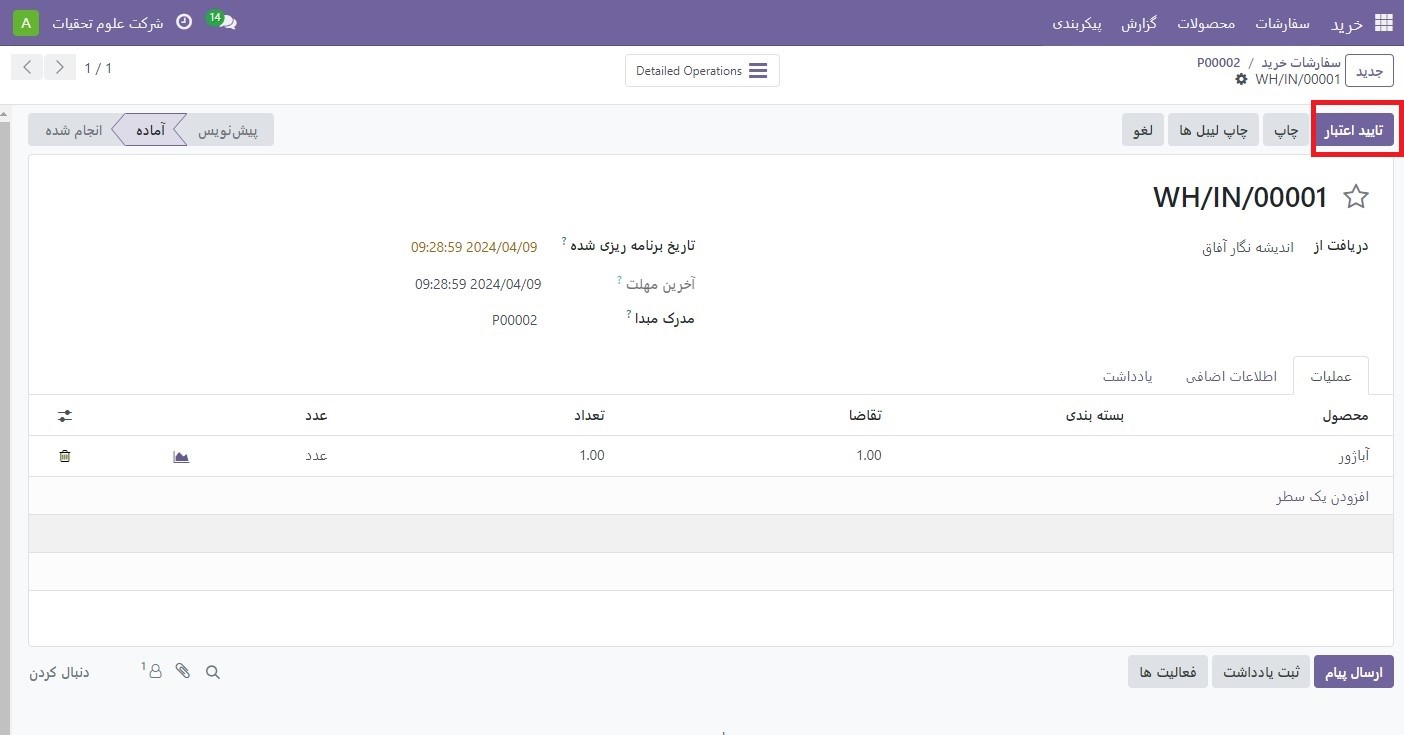 خرید سفارشات محصولات گزارش پیکربندی
14 شرکت علوم تحقیات A
جدید
سفارشات خرید / P00002
WH/IN/00001
Detailed Operations
1 / 1
تایید اعتبار چاپ چاپ لیبل ها لغو
پیش‌نویس آماده انجام شده
WH/IN/00001
دریافت از اندیشه نگار آفاق
تاریخ برنامه ریزی شده ? 2024/04/09 09:28:59
آخرین مهلت ? 2024/04/09 09:28:59
مدرک مبدا ? P00002
عملیات اطلاعات اضافی یادداشت
محصول بسته بندی تقاضا تعداد عدد
آباژور 1.00 1.00 عدد
افزودن یک سطر
ارسال پیام ثبت یادداشت فعالیت ها
1 دنبال کردن